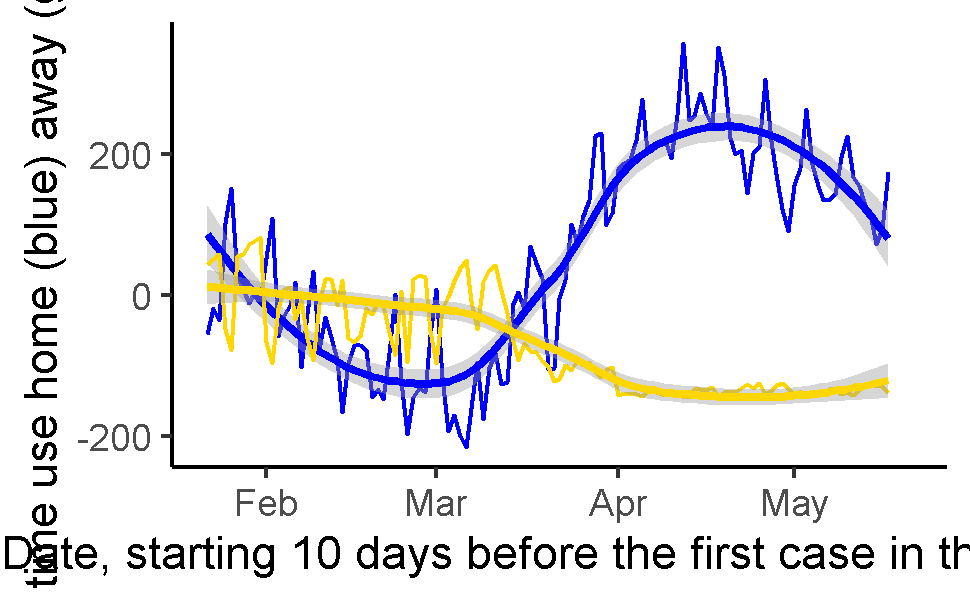 time use home (blue) away (
200
0
-200
Feb Mar Apr May
Date, starting 10 days before the first case in th